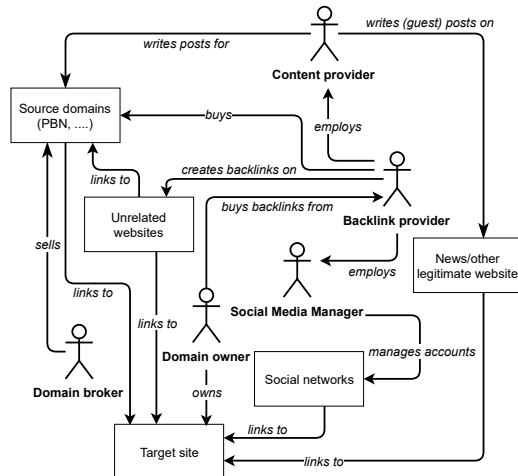 writes (guest) posts on
writes posts for
Content provider
Source domains
(PBN, ....)
buys
employs
links to
creates backlinks on
Unrelated
websites
buys backlinks from
Backlink provider
sells
News/other
legitimate website
employs
links to
links to
Social Media Manager
Domain owner
manages accounts
Domain broker
owns
Social networks
links to
Target site
links to